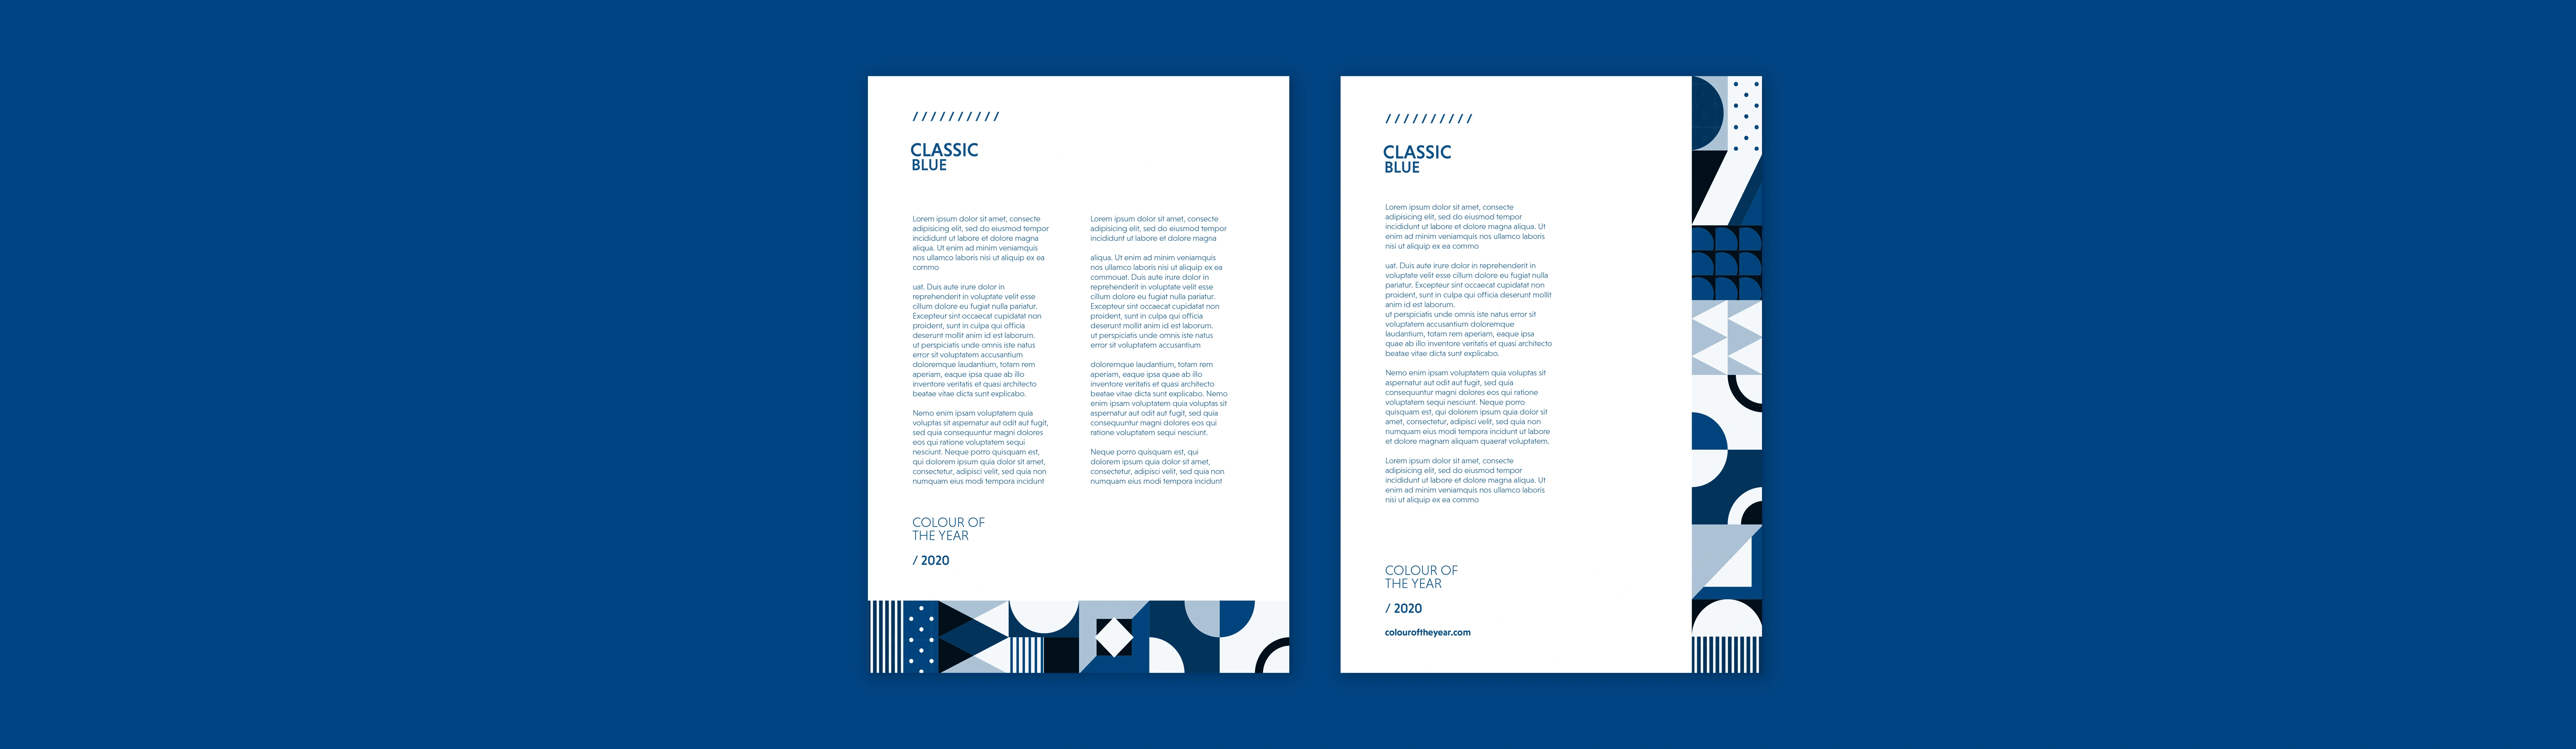 //////////
CLASSIC
BLUE
Lorem ipsum dolor sit amet, consecte
adipisicing elit, sed do eiusmod tempor
incididunt ut labore et dolore magna
aliqua. Ut enim ad minim veniamquis
nos ullamco laboris nisi ut aliquip ex ea
commo
uat. Duis aute irure dolor in
reprehenderit in voluptate velit esse
cillum dolore eu fugiat nulla pariatur.
Excepteur sint occaecat cupidatat non
proident, sunt in culpa qui officia
deserunt mollit anim id est laborum.
ut perspiciatis unde omnis iste natus
error sit voluptatem accusantium
doloremque laudantium, totam rem
aperiam, eaque ipsa quae ab illo
inventore veritatis et quasi architecto
beatae vitae dicta sunt explicabo.
Nemo enim ipsam voluptatem quia
voluptas sit aspernatur aut odit aut fugit,
sed quia consequuntur magni dolores
eos qui ratione voluptatem sequi
nesciunt. Neque porro quisquam est,
qui dolorem ipsum quia dolor sit amet,
consectetur, adipisci velit, sed quia non
numquam eius modi tempora incidunt
Lorem ipsum dolor sit amet, consecte
adipisicing elit, sed do eiusmod tempor
incididunt ut labore et dolore magna
aliqua. Ut enim ad minim veniamquis
nos ullamco laboris nisi ut aliquip ex ea
commouat. Duis aute irure dolor in
reprehenderit in voluptate velit esse
cillum dolore eu fugiat nulla pariatur.
Excepteur sint occaecat cupidatat non
proident, sunt in culpa qui officia
deserunt mollit anim id est laborum.
ut perspiciatis unde omnis iste natus
error sit voluptatem accusantium
doloremque laudantium, totam rem
aperiam, eaque ipsa quae ab illo
inventore veritatis et quasi architecto
beatae vitae dicta sunt explicabo. Nemo
enim ipsam voluptatem quia voluptas sit
aspernatur aut odit aut fugit, sed quia
consequuntur magni dolores eos qui
ratione voluptatem sequi nesciunt.
Neque porro quisquam est, qui
dolorem ipsum quia dolor sit amet,
consectetur, adipisci velit, sed quia non
numquam eius modi tempora incidunt
COLOUR OF
THE YEAR
/ 2020
//////////
CLASSIC
BLUE
Lorem ipsum dolor sit amet, consecte
adipisicing elit, sed do eiusmod tempor
incididunt ut labore et dolore magna aliqua. Ut
enim ad minim veniamquis nos ullamco laboris
nisi ut aliquip ex ea commo
uat. Duis aute irure dolor in reprehenderit in
voluptate velit esse cillum dolore eu fugiat nulla
pariatur. Excepteur sint occaecat cupidatat non
proident, sunt in culpa qui officia deserunt mollit
anim id est laborum.
ut perspiciatis unde omnis iste natus error sit
voluptatem accusantium doloremque
laudantium, totam rem aperiam, eaque ipsa
quae ab illo inventore veritatis et quasi architecto
beatae vitae dicta sunt explicabo.
Nemo enim ipsam voluptatem quia voluptas sit
aspernatur aut odit aut fugit, sed quia
consequuntur magni dolores eos qui ratione
voluptatem sequi nesciunt. Neque porro
quisquam est, qui dolorem ipsum quia dolor sit
amet, consectetur, adipisci velit, sed quia non
numquam eius modi tempora incidunt ut labore
et dolore magnam aliquam quaerat voluptatem.
Lorem ipsum dolor sit amet, consecte
adipisicing elit, sed do eiusmod tempor
incididunt ut labore et dolore magna aliqua. Ut
enim ad minim veniamquis nos ullamco laboris
nisi ut aliquip ex ea commo
COLOUR OF
THE YEAR
/ 2020
colouroftheyear.com